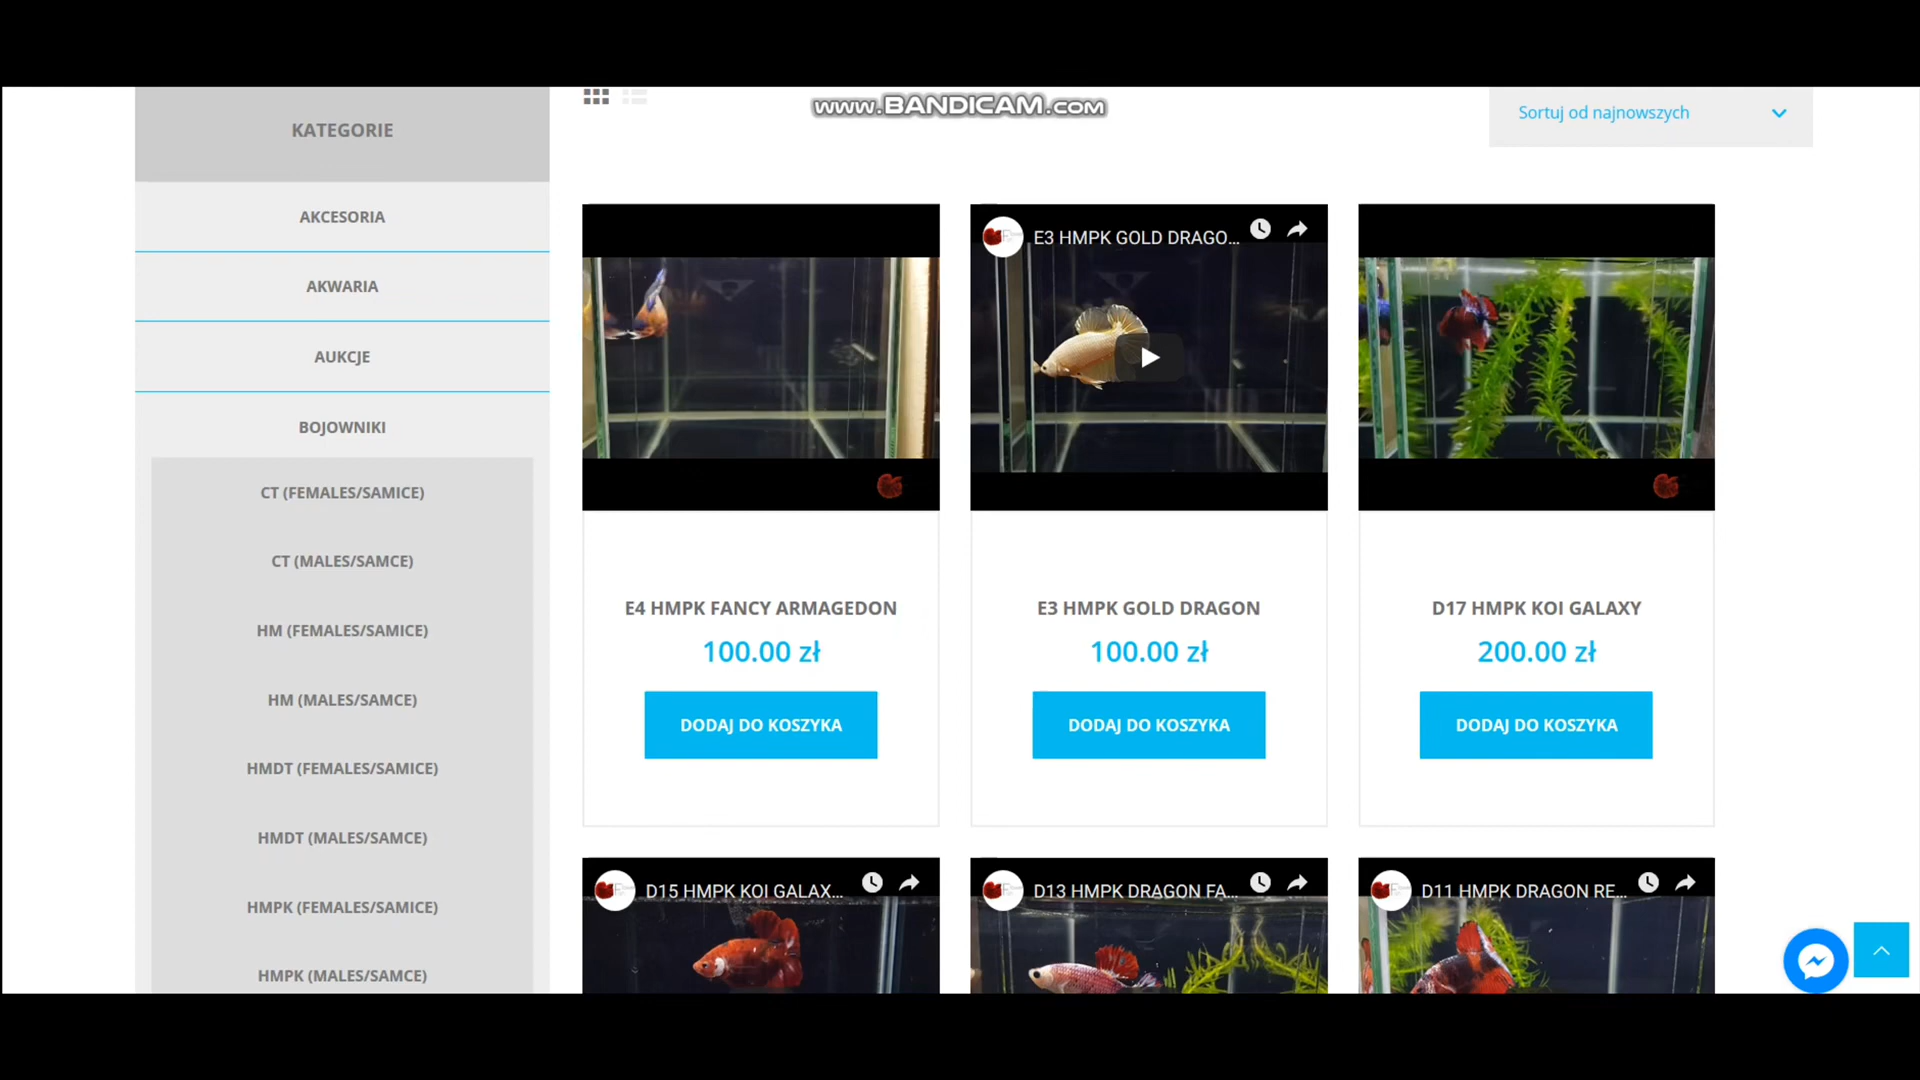 www.BANDICAM.com
KATEGORIE
Sortuj od najnowszych
AKCESORIA
AKWARIA
AUKCJE
BOJOWNIKI
CT (FEMALES/SAMICE)
CT (MALES/SAMCE)
HM (FEMALES/SAMICE)
HM (MALES/SAMCE)
HMDT (FEMALES/SAMICE)
HMDT (MALES/SAMCE)
HMPK (FEMALES/SAMICE)
HMPK (MALES/SAMCE)
E3 HMPK GOLD DRAGO...
E4 HMPK FANCY ARMAGEDON
100.00 zł
DODAJ DO KOSZYKA
E3 HMPK GOLD DRAGON
100.00 zł
DODAJ DO KOSZYKA
D17 HMPK KOI GALAXY
200.00 zł
DODAJ DO KOSZYKA
D15 HMPK KOI GALAX...
D13 HMPK DRAGON FA...
D11 HMPK DRAGON RE...